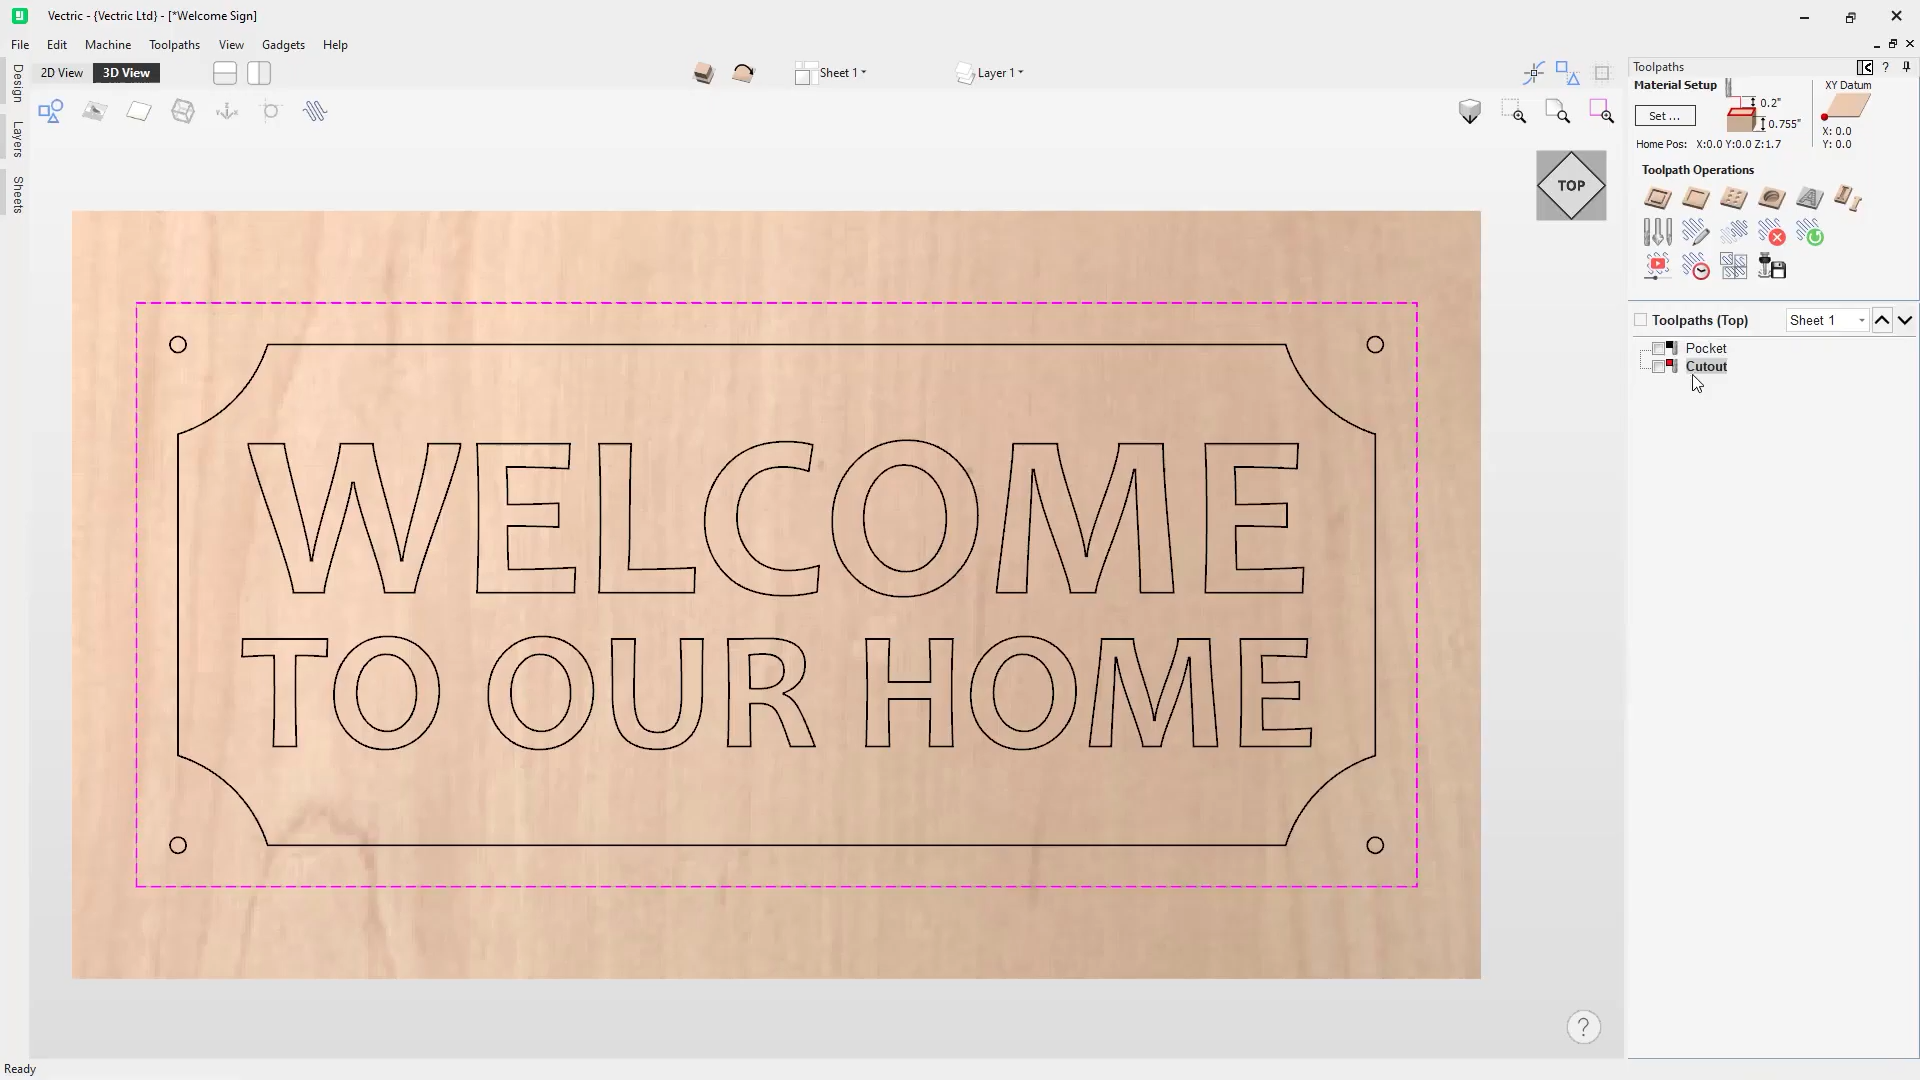 Vectric - {Vectric Ltd} - [*Welcome Sign]
File Edit Machine Toolpaths View Gadgets Help
2D View 3D View Sheet 1 Layer 1
Design
Layers
Sheets
TOP
WELCOME
TO OUR HOME
?
Ready
Toolpaths ?
Material Setup
Set ...
0.2"
0.755"
XY Datum
X: 0.0
Y: 0.0
Home Pos: X:0.0 Y:0.0 Z:1.7
Toolpath Operations
Toolpaths (Top) Sheet 1
Pocket
Cutout